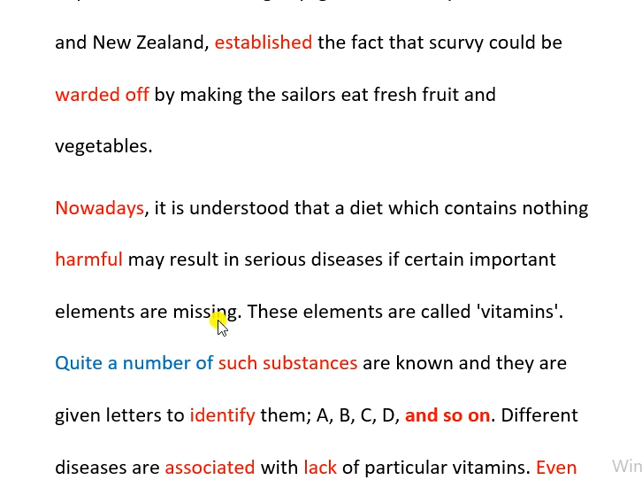 and New Zealand, established the fact that scurvy could be
warded off by making the sailors eat fresh fruit and
vegetables.
Nowadays, it is understood that a diet which contains nothing
harmful may result in serious diseases if certain important
elements are missing. These elements are called 'vitamins'.
Quite a number of such substances are known and they are
given letters to identify them; A, B, C, D, and so on. Different
diseases are associated with lack of particular vitamins. Even